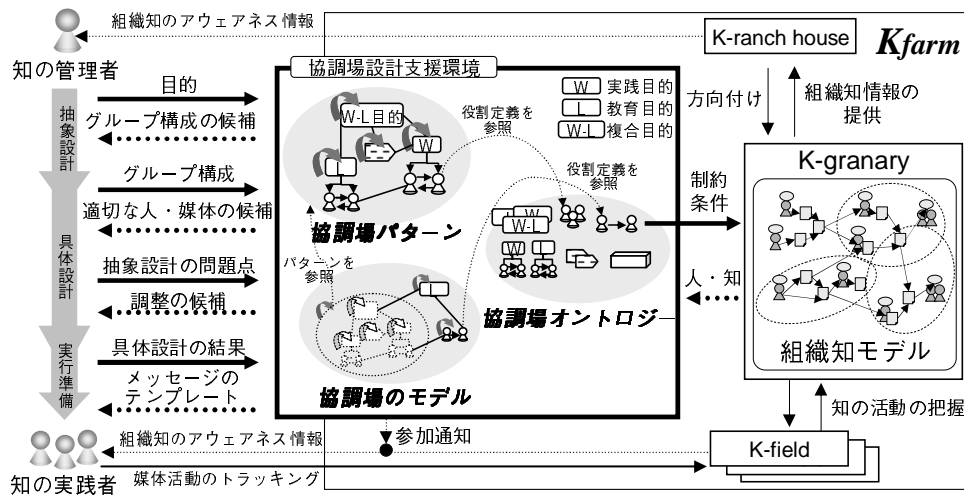 組織知のアウェアネス情報
知の管理者
K-ranch house
Kfarm
協調場設計支援環境
目的
グループ構成の候補
抽象設計
グループ構成
適切な人・媒体の候補
具体設計
抽象設計の問題点
調整の候補
実行準備
具体設計の結果
メッセージの
テンプレート
W 実践目的
L 教育目的
W-L 複合目的
W-L目的
W
L
役割定義を
参照
協調場パターン
パターンを
参照
役割定義を
参照
W
W-L
W
L
協調場オントロジー
L
協調場のモデル
方向付け
組織知情報の
提供
制約
条件
人・知
K-granary
組織知モデル
知の活動の把握
参加通知
組織知のアウェアネス情報
知の実践者
媒体活動のトラッキング
K-field